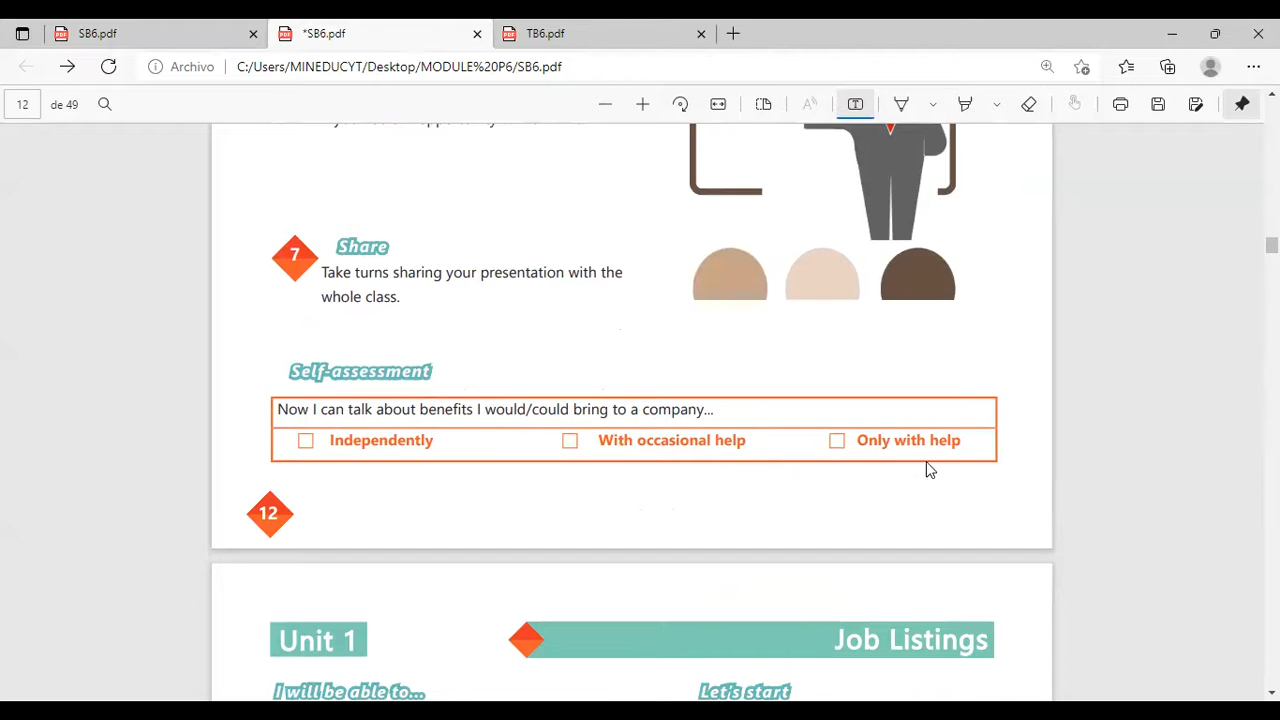 SB6.pdf
*SB6.pdf
TB6.pdf
Archivo
C:/Users/MINEDUCYT/Desktop/MODULE%20P6/SB6.pdf
12 de 49
7
Share
Take turns sharing your presentation with the
whole class.
Self-assessment
Now I can talk about benefits I would/could bring to a company...
Independently
With occasional help
Only with help
12
Unit 1
Job Listings
I will be able to...
Let's start